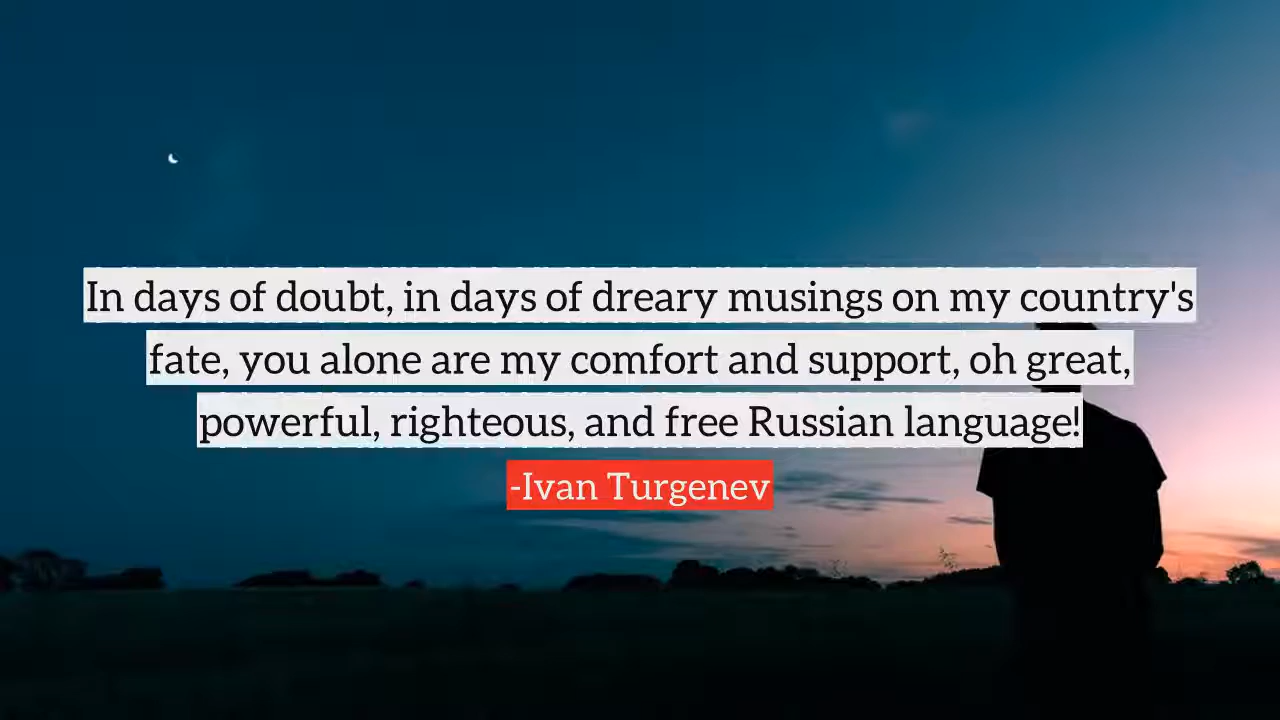 In days of doubt, in days of dreary musings on my country's
fate, you alone are my comfort and support, oh great,
powerful, righteous, and free Russian language!
-Ivan Turgenev